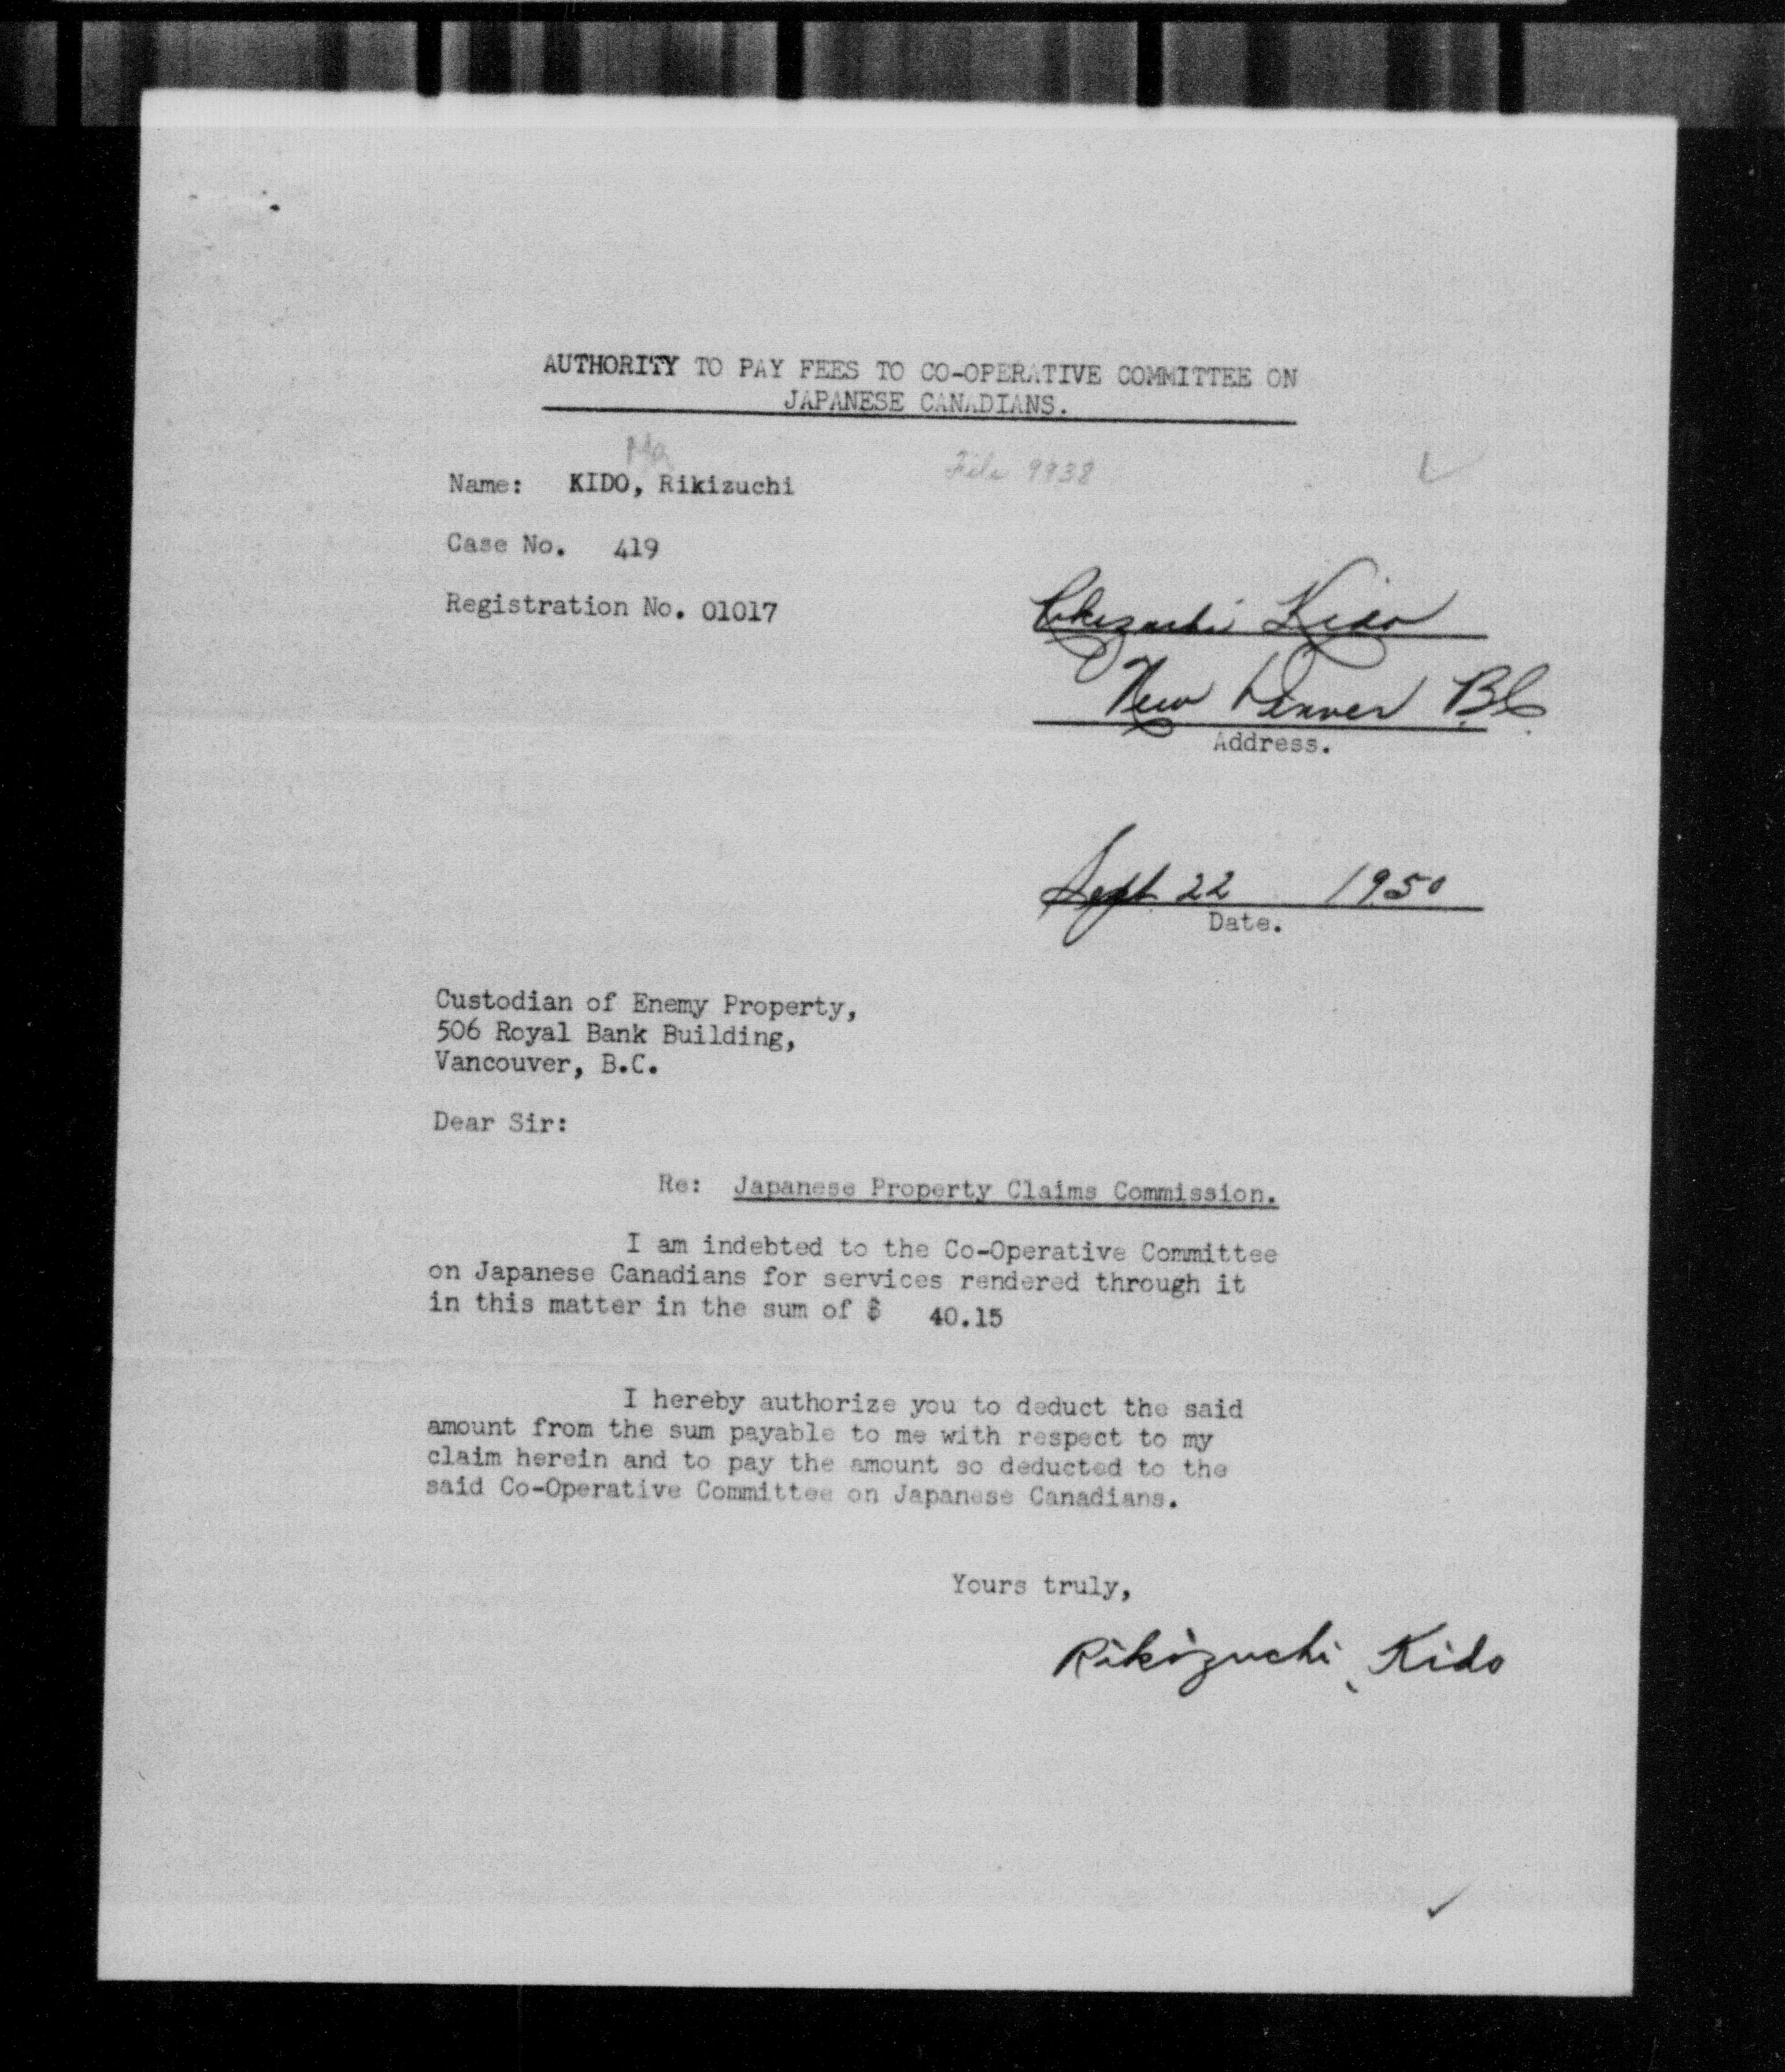 AUTHORITY TO PAY FEES TO CO-OPERATIVE COMMITTEE ON
JAPANESE CANADIANS.
File 9938
Name: KIDO, Rikizuchi
Case No. 419
Registration No. 01017
Rikizuchi Kido
New Denver B.C.
Address.
Sept 22 1950
Date.
Custodian of Enemy Property,
506 Royal Bank Building,
Vancouver, B.C.
Dear Sir:
Re: Japanese Property Claims Commission.
I am indebted to the Co-Operative Committee
on Japanese Canadians for services rendered through it
in this matter in the sum of $ 40.15
I hereby authorize you to deduct the said
amount from the sum payable to me with respect to my
claim herein and to pay the amount so deducted to the
said Co-Operative Committee on Japanese Canadians.
Yours truly,
Rikizuchi Kido